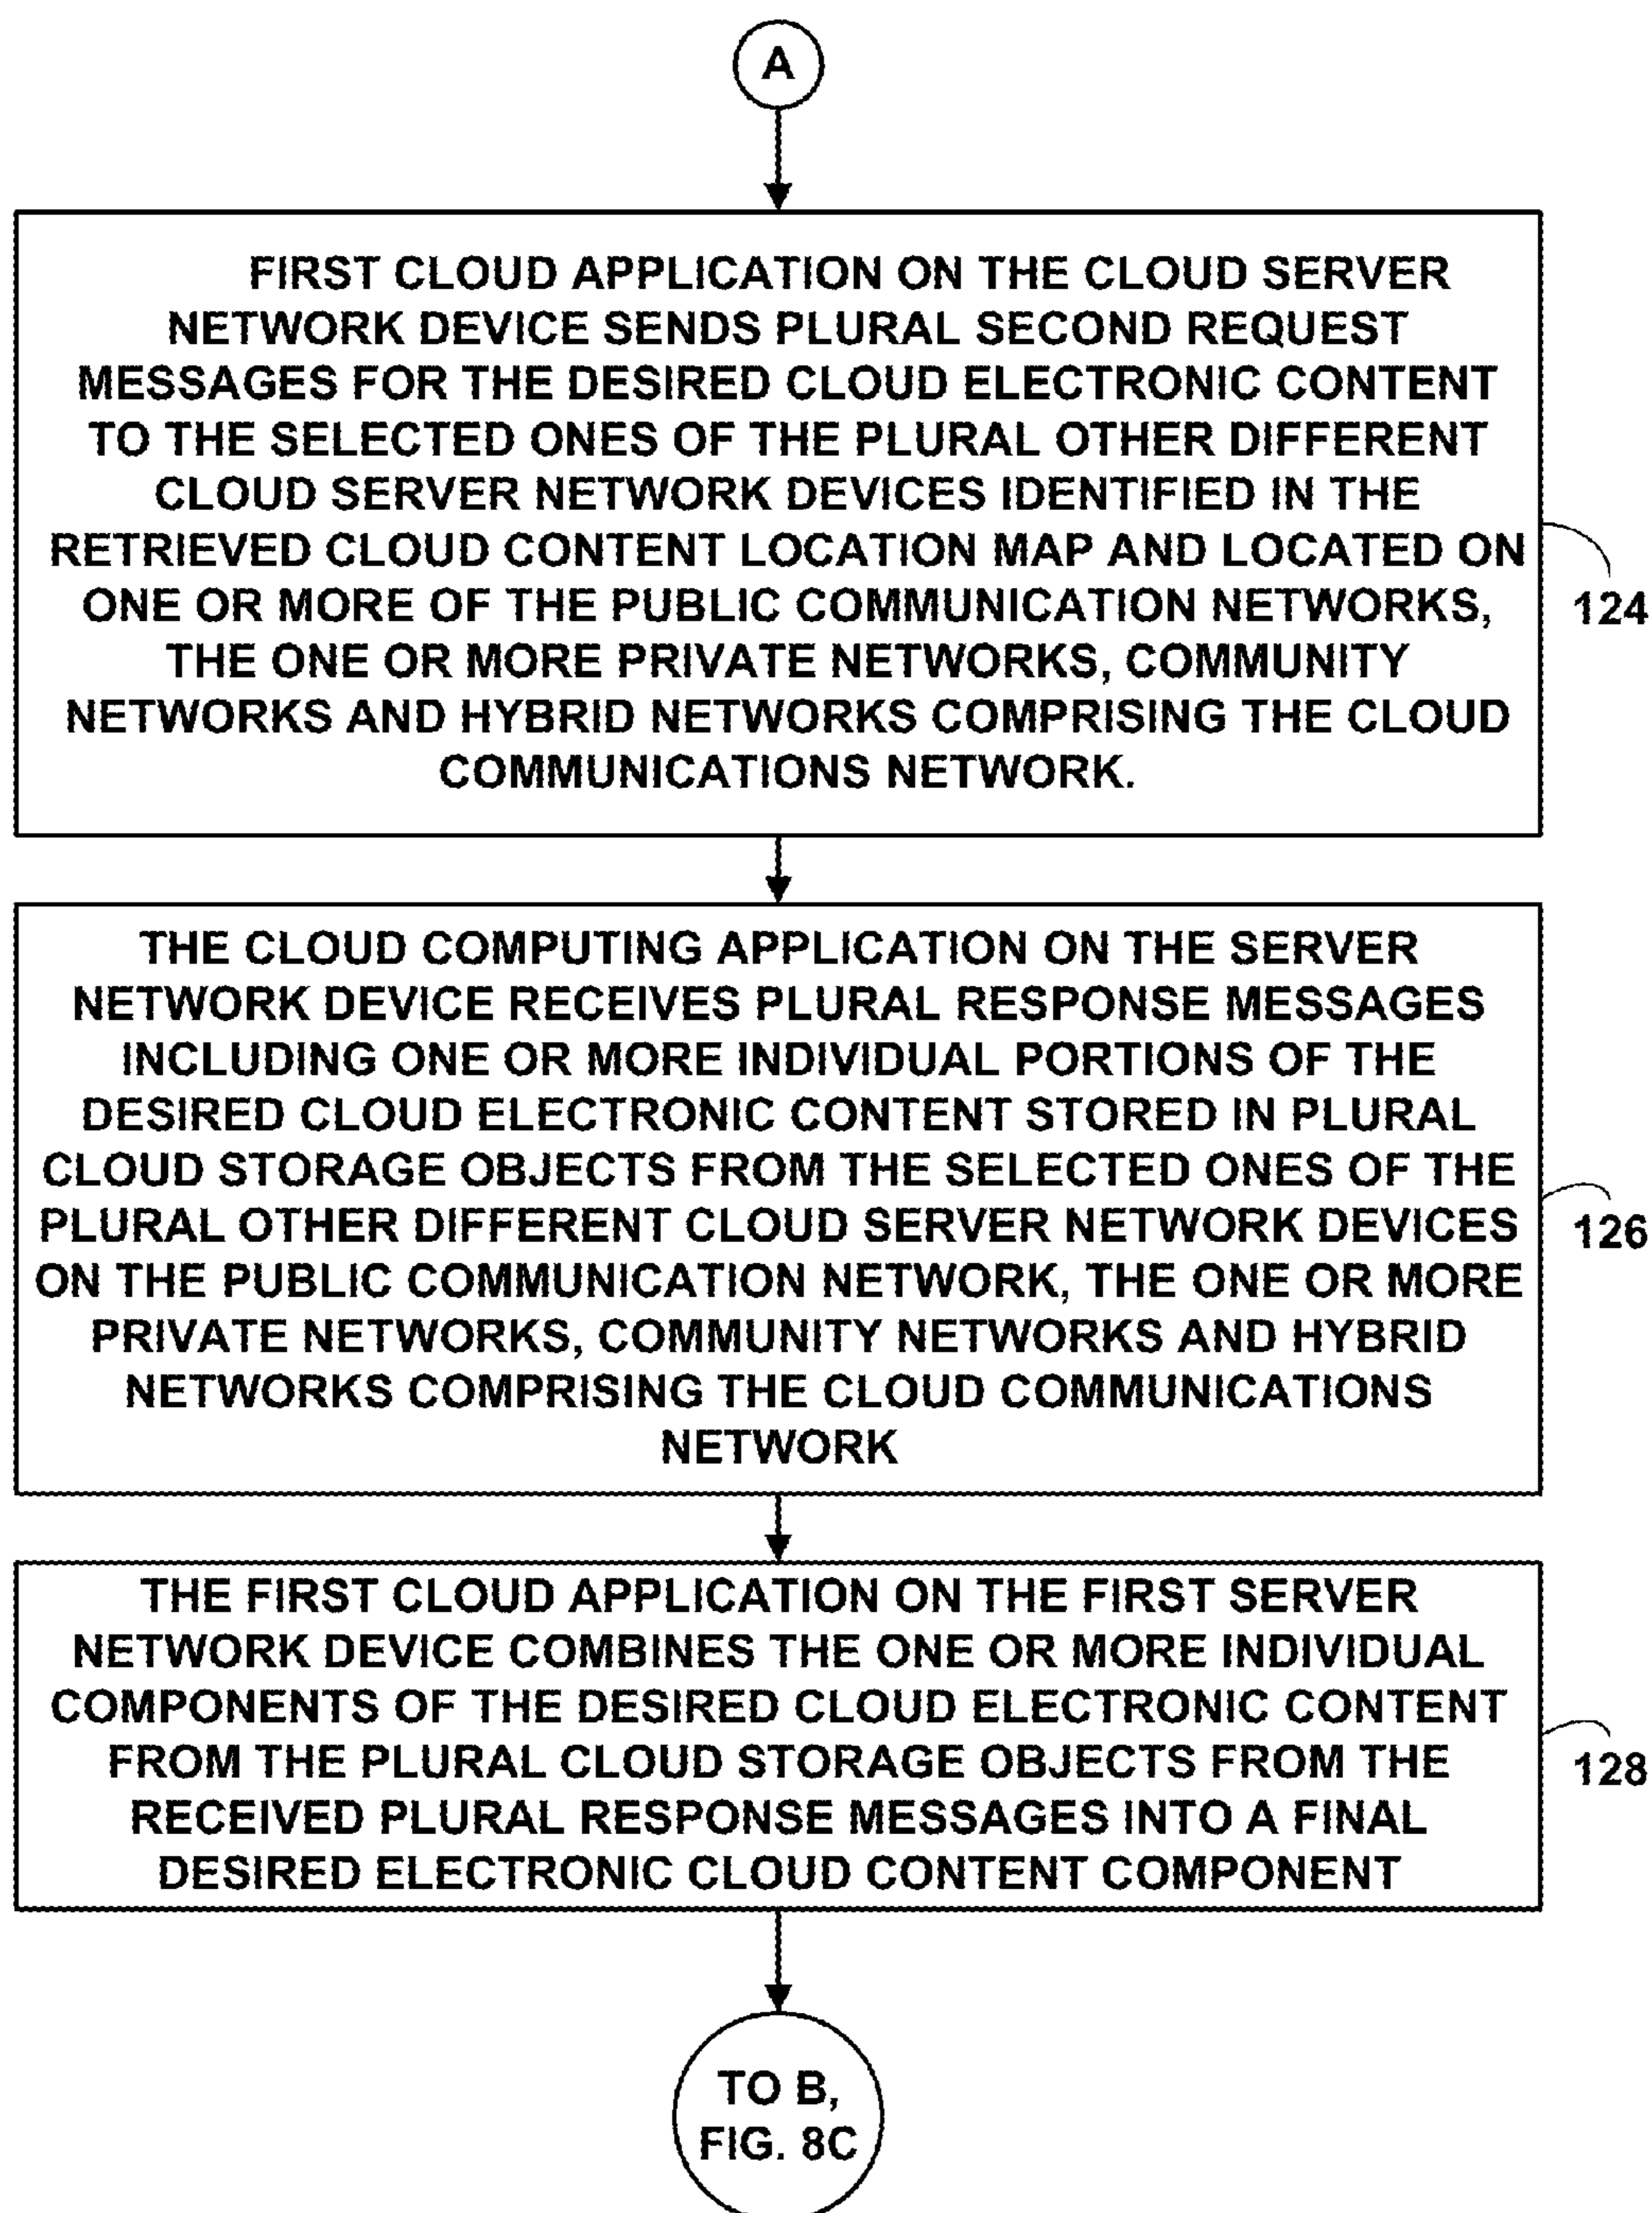 A
FIRST CLOUD APPLICATION ON THE CLOUD SERVER
NETWORK DEVICE SENDS PLURAL SECOND REQUEST
MESSAGES FOR THE DESIRED CLOUD ELECTRONIC CONTENT
TO THE SELECTED ONES OF THE PLURAL OTHER DIFFERENT
CLOUD SERVER NETWORK DEVICES IDENTIFIED IN THE
RETRIEVED CLOUD CONTENT LOCATION MAP AND LOCATED ON
ONE OR MORE OF THE PUBLIC COMMUNICATION NETWORKS,
THE ONE OR MORE PRIVATE NETWORKS, COMMUNITY
NETWORKS AND HYBRID NETWORKS COMPRISING THE CLOUD
COMMUNICATIONS NETWORK.
124
THE CLOUD COMPUTING APPLICATION ON THE SERVER
NETWORK DEVICE RECEIVES PLURAL RESPONSE MESSAGES
INCLUDING ONE OR MORE INDIVIDUAL PORTIONS OF THE
DESIRED CLOUD ELECTRONIC CONTENT STORED IN PLURAL
CLOUD STORAGE OBJECTS FROM THE SELECTED ONES OF THE
PLURAL OTHER DIFFERENT CLOUD SERVER NETWORK DEVICES
ON THE PUBLIC COMMUNICATION NETWORK, THE ONE OR MORE
PRIVATE NETWORKS, COMMUNITY NETWORKS AND HYBRID
NETWORKS COMPRISING THE CLOUD COMMUNICATIONS
NETWORK
126
THE FIRST CLOUD APPLICATION ON THE FIRST SERVER
NETWORK DEVICE COMBINES THE ONE OR MORE INDIVIDUAL
COMPONENTS OF THE DESIRED CLOUD ELECTRONIC CONTENT
FROM THE PLURAL CLOUD STORAGE OBJECTS FROM THE
RECEIVED PLURAL RESPONSE MESSAGES INTO A FINAL
DESIRED ELECTRONIC CLOUD CONTENT COMPONENT
128
TO B,
FIG. 8C